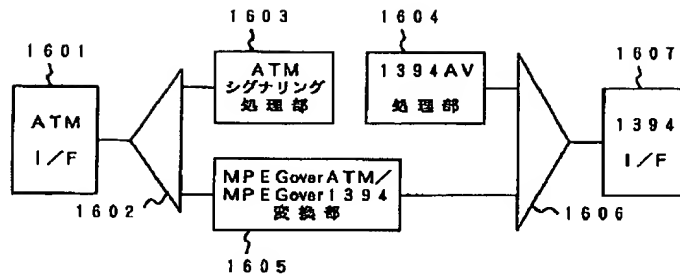 1601
1603
1604
1607
ATM
I/F
ATM
シグナリング
処理部
1394AV
処理部
1394
I/F
MPEGoverATM/
MPEGover1394
変換部
1602
1605
1606